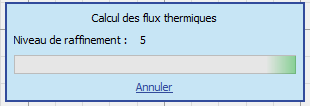 Calcul des flux thermiques
Niveau de raffinement : 5
Annuler